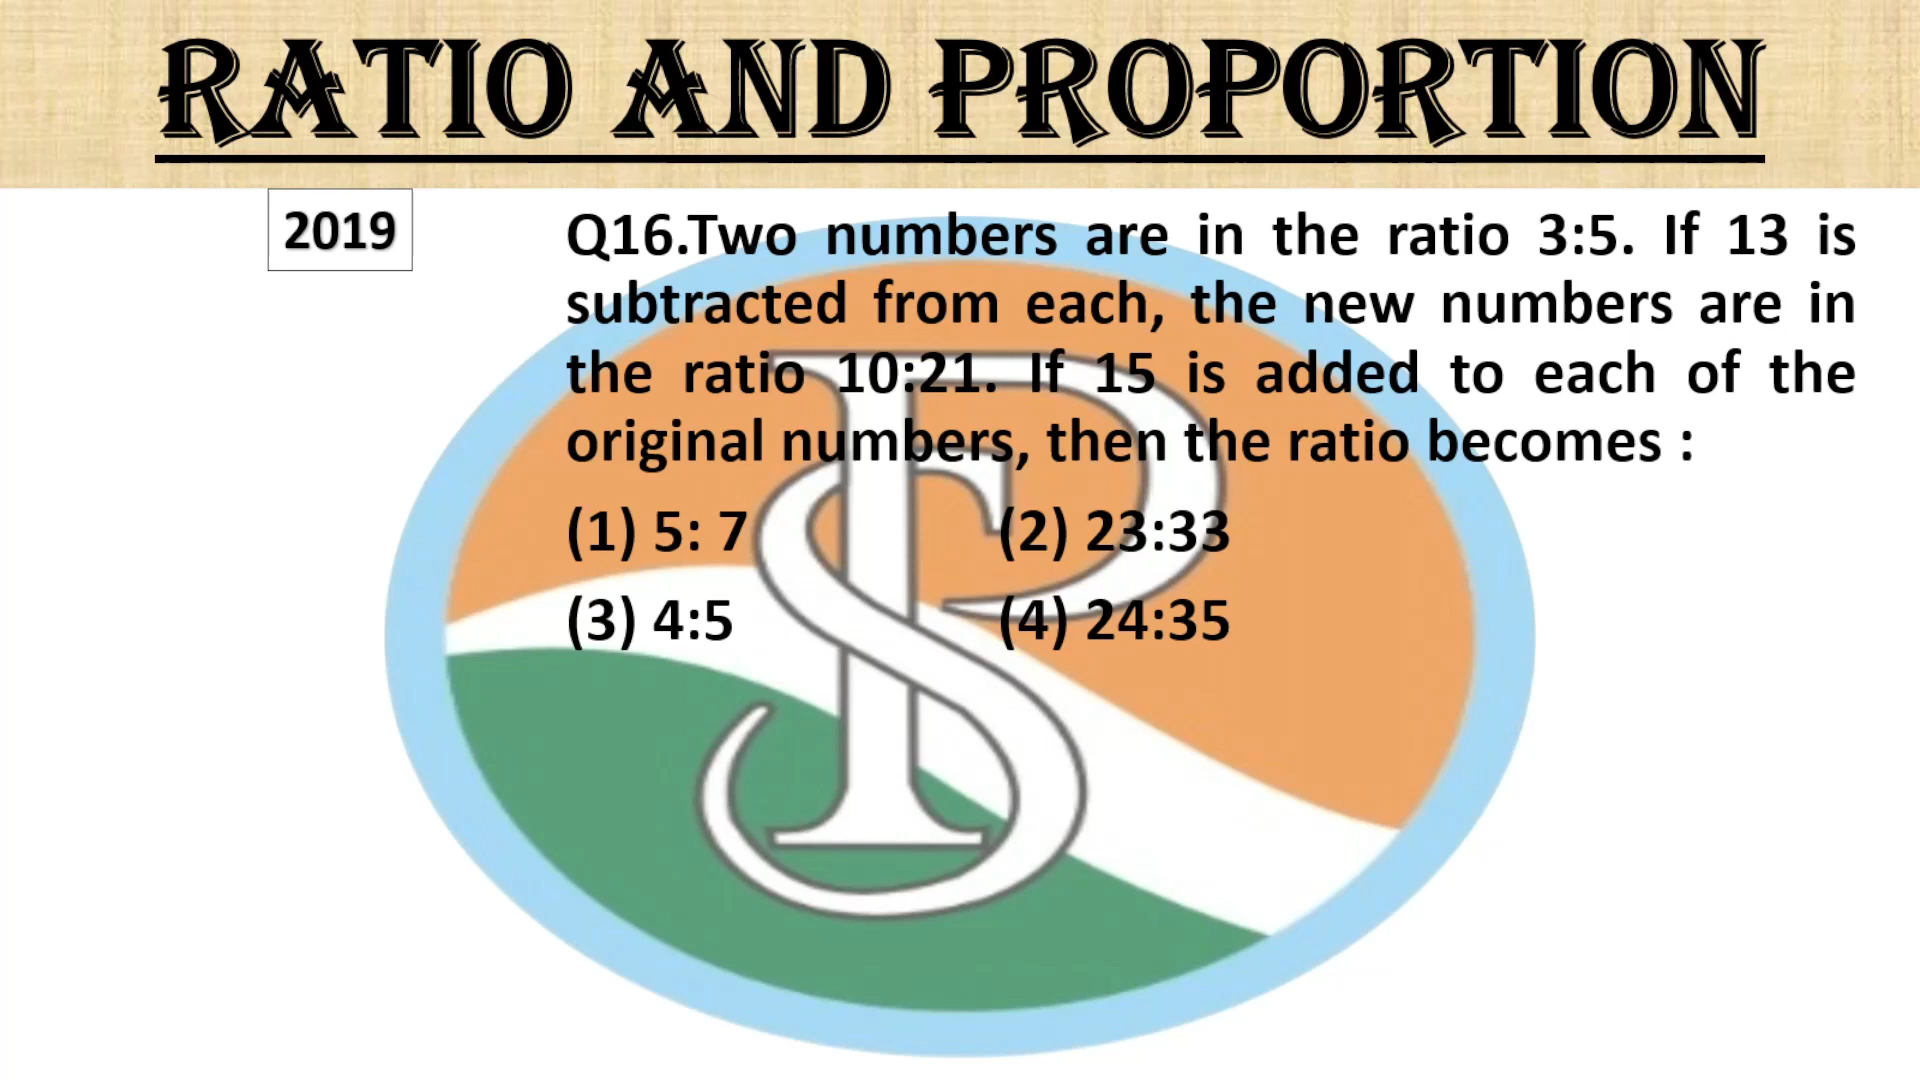 RATIO AND PROPORTION
2019
Q16.Two numbers are in the ratio 3:5. If 13 is
subtracted from each, the new numbers are in
the ratio 10:21. If 15 is added to each of the
original numbers, then the ratio becomes :
(1) 5: 7 (2) 23:33
(3) 4:5 (4) 24:35